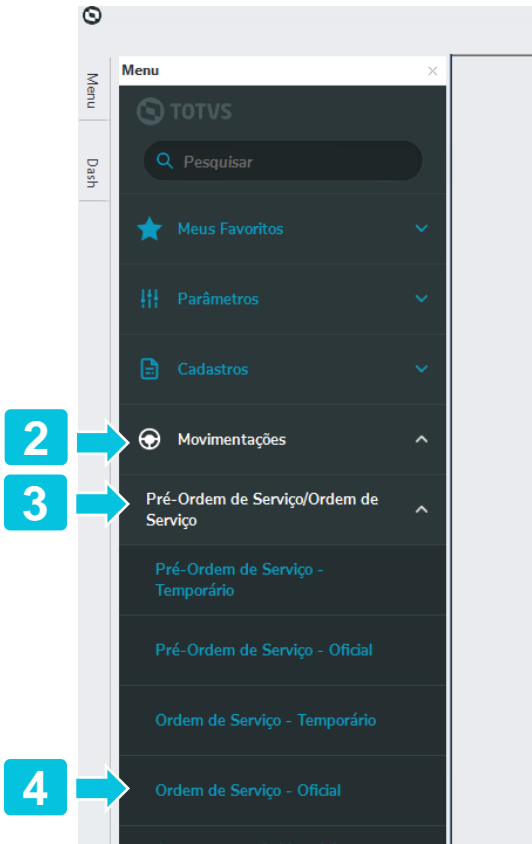 Menu
Dash
Menu
TOTVS
Pesquisar
Meus Favoritos
Parâmetros
Cadastros
2
Movimentações
3
Pré-Ordem de Serviço/Ordem de
Serviço
Pré-Ordem de Serviço -
Temporário
Pré-Ordem de Serviço - Oficial
Ordem de Serviço - Temporário
4
Ordem de Serviço - Oficial